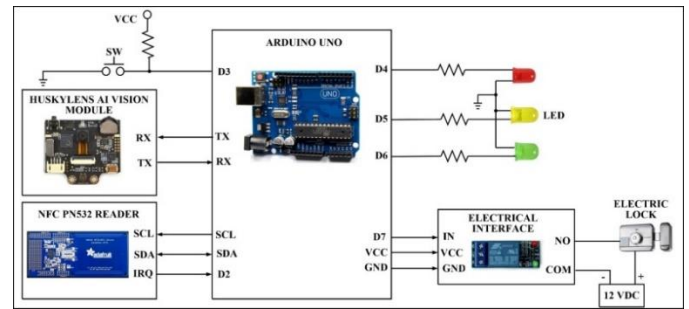 VCC
SW
ARDUINO UNO
D3
D4
HUSKYLENS AI VISION
MODULE
RX
TX
TX
RX
UNO
D5
LED
D6
NFC PN532 READER
SCL
SCL
SDA
SDA
IRQ
D2
adafruit
ELECTRICAL
INTERFACE
ELECTRIC
LOCK
D7
IN
VCC
VCC
GND
GND
NO
COM
-
+
12 VDC